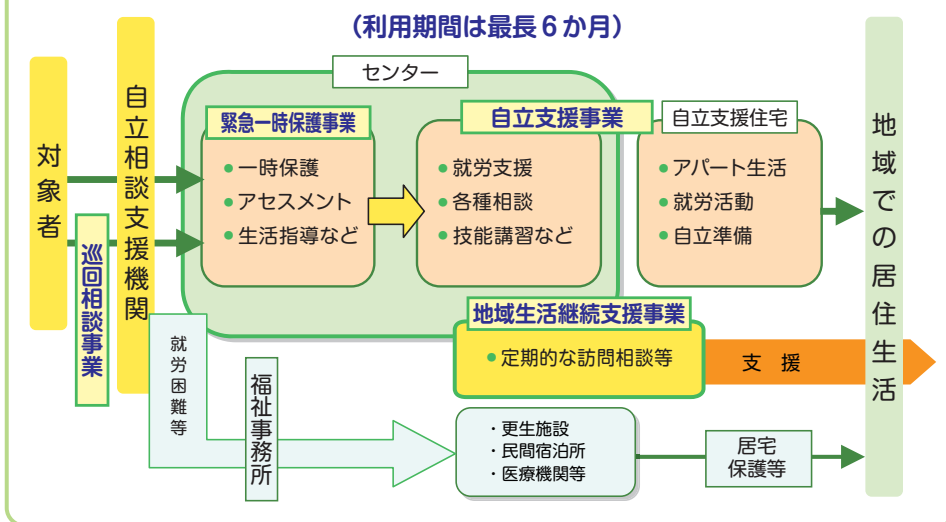 （利用期間は最長６か月）
対象者
巡回相談事業
自立相談支援機関
センター
緊急一時保護事業
●一時保護
●アセスメント
●生活指導など
自立支援事業
●就労支援
●各種相談
●技能講習など
自立支援住宅
●アパート生活
●就労活動
●自立準備
地域生活継続支援事業
●定期的な訪問相談等
支　援
就労困難等
福祉事務所
・更生施設
・民間宿泊所
・医療機関等
居宅
保護等
地域での居住生活